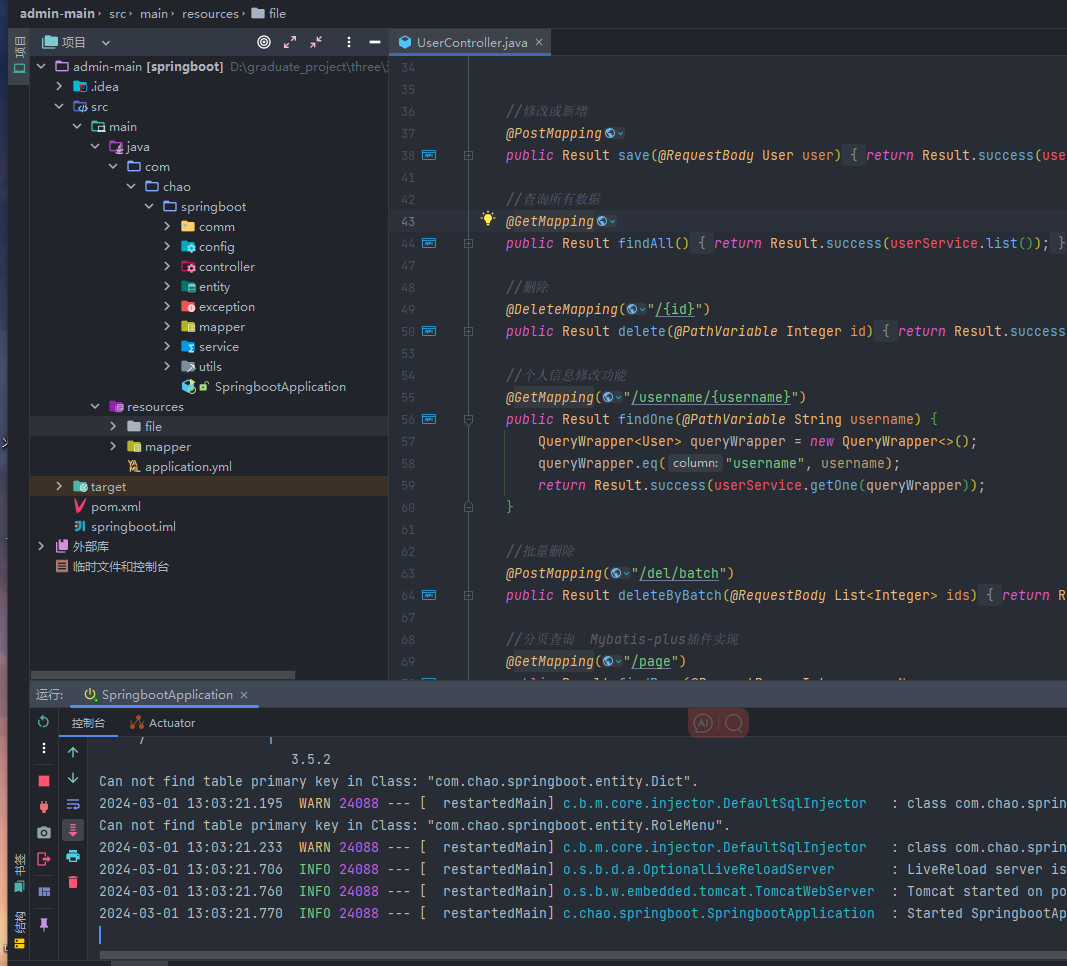 admin-main › src › main › resources › file
项目
项目
UserController.java ×
admin-main [springboot] D:\graduate_project\three\
.idea
src
main
java
com
chao
springboot
comm
config
controller
entity
exception
mapper
service
utils
SpringbootApplication
resources
file
mapper
application.yml
target
pom.xml
springboot.iml
外部库
临时文件和控制台
34
35
36 //修改或新增
37 @PostMapping
38 public Result save(@RequestBody User user) { return Result.success(use
41
42 //查询所有数据
43 @GetMapping
44 public Result findAll() { return Result.success(userService.list()); }
47
48 //删除
49 @DeleteMapping("/{id}")
50 public Result delete(@PathVariable Integer id) { return Result.success
53
54 //个人信息修改功能
55 @GetMapping("/username/{username}")
56 public Result findOne(@PathVariable String username) {
57 QueryWrapper<User> queryWrapper = new QueryWrapper<>();
58 queryWrapper.eq( column: "username", username);
59 return Result.success(userService.getOne(queryWrapper));
60 }
61
62 //批量删除
63 @PostMapping("/del/batch")
64 public Result deleteByBatch(@RequestBody List<Integer> ids) { return R
67
68 //分页查询 Mybatis-plus插件实现
69 @GetMapping("/page")
运行: SpringbootApplication ×
控制台 Actuator
AI
3.5.2
Can not find table primary key in Class: "com.chao.springboot.entity.Dict".
2024-03-01 13:03:21.195 WARN 24088 --- [ restartedMain] c.b.m.core.injector.DefaultSqlInjector : class com.chao.sprin
Can not find table primary key in Class: "com.chao.springboot.entity.RoleMenu".
2024-03-01 13:03:21.233 WARN 24088 --- [ restartedMain] c.b.m.core.injector.DefaultSqlInjector : class com.chao.sprin
2024-03-01 13:03:21.706 INFO 24088 --- [ restartedMain] o.s.b.d.a.OptionalLiveReloadServer : LiveReload server is
2024-03-01 13:03:21.760 INFO 24088 --- [ restartedMain] o.s.b.w.embedded.tomcat.TomcatWebServer : Tomcat started on po
2024-03-01 13:03:21.770 INFO 24088 --- [ restartedMain] c.chao.springboot.SpringbootApplication : Started SpringbootAp
书签
结构